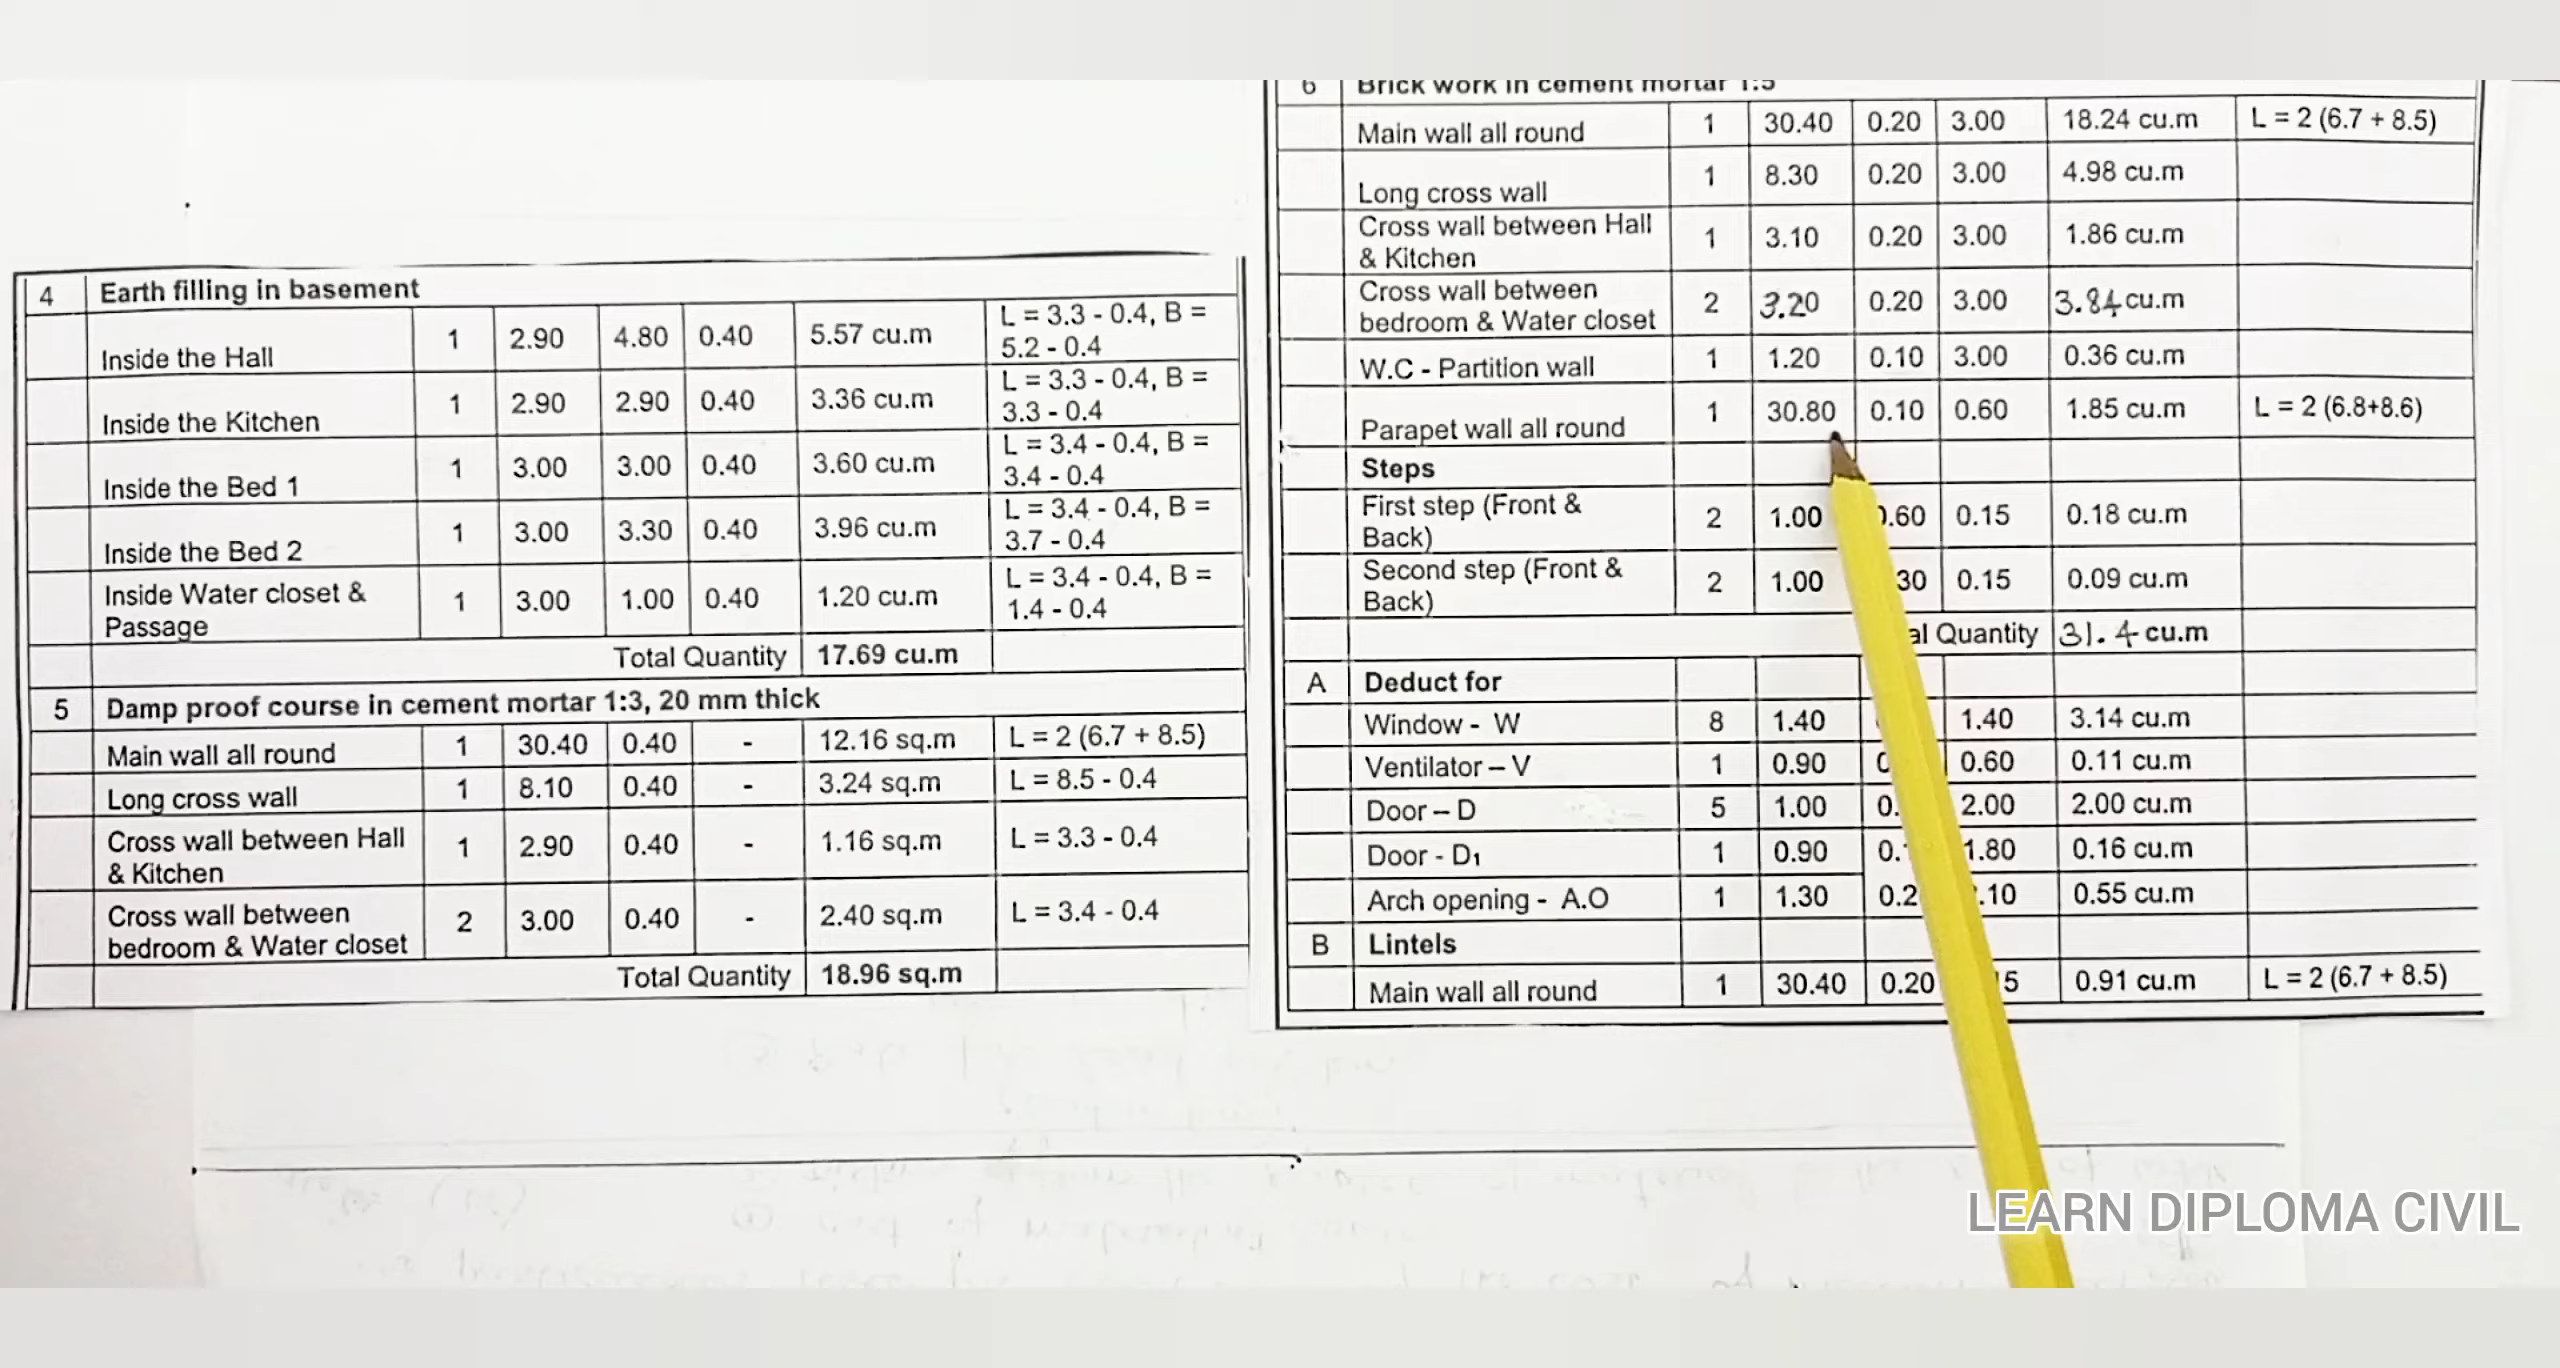 4 Earth filling in basement
Inside the Hall 1 2.90 4.80 0.40 5.57 cu.m L = 3.3 - 0.4, B = 5.2 - 0.4
Inside the Kitchen 1 2.90 2.90 0.40 3.36 cu.m L = 3.3 - 0.4, B = 3.3 - 0.4
Inside the Bed 1 1 3.00 3.00 0.40 3.60 cu.m L = 3.4 - 0.4, B = 3.4 - 0.4
Inside the Bed 2 1 3.00 3.30 0.40 3.96 cu.m L = 3.4 - 0.4, B = 3.7 - 0.4
Inside Water closet & Passage 1 3.00 1.00 0.40 1.20 cu.m L = 3.4 - 0.4, B = 1.4 - 0.4
Total Quantity 17.69 cu.m
5 Damp proof course in cement mortar 1:3, 20 mm thick
Main wall all round 1 30.40 0.40 - 12.16 sq.m L = 2 (6.7 + 8.5)
Long cross wall 1 8.10 0.40 - 3.24 sq.m L = 8.5 - 0.4
Cross wall between Hall & Kitchen 1 2.90 0.40 - 1.16 sq.m L = 3.3 - 0.4
Cross wall between bedroom & Water closet 2 3.00 0.40 - 2.40 sq.m L = 3.4 - 0.4
Total Quantity 18.96 sq.m
6 Brick work in cement mortar 1:5
Main wall all round 1 30.40 0.20 3.00 18.24 cu.m L = 2 (6.7 + 8.5)
Long cross wall 1 8.30 0.20 3.00 4.98 cu.m
Cross wall between Hall & Kitchen 1 3.10 0.20 3.00 1.86 cu.m
Cross wall between bedroom & Water closet 2 3.20 0.20 3.00 3.84 cu.m
W.C - Partition wall 1 1.20 0.10 3.00 0.36 cu.m
Parapet wall all round 1 30.80 0.10 0.60 1.85 cu.m L = 2 (6.8+8.6)
Steps
First step (Front & Back) 2 1.00 .60 0.15 0.18 cu.m
Second step (Front & Back) 2 1.00 30 0.15 0.09 cu.m
al Quantity 31.4 cu.m
A Deduct for
Window - W 8 1.40 1.40 3.14 cu.m
Ventilator – V 1 0.90 0.60 0.11 cu.m
Door – D 5 1.00 0. 2.00 2.00 cu.m
Door - D1 1 0.90 0. 1.80 0.16 cu.m
Arch opening - A.O 1 1.30 0.2 .10 0.55 cu.m
B Lintels
Main wall all round 1 30.40 0.20 5 0.91 cu.m L = 2 (6.7 + 8.5)
LEARN DIPLOMA CIVIL